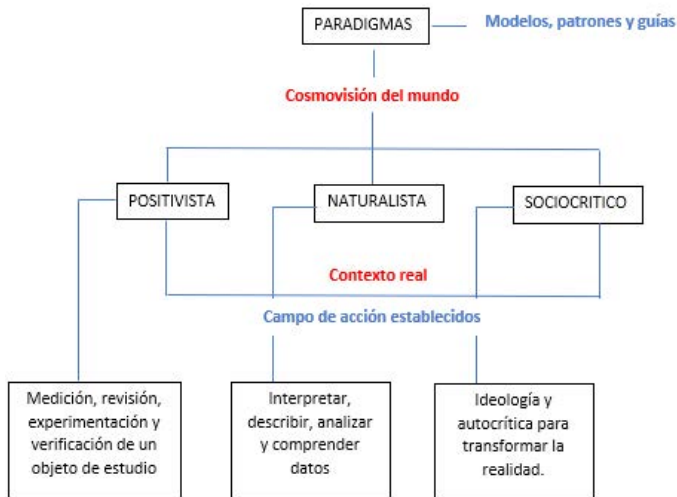 PARADIGMAS
Modelos, patrones y guías
Cosmovisión del mundo
POSITIVISTA
NATURALISTA
SOCIOCRITICO
Contexto real
Campo de acción establecidos
Medición, revisión,
experimentación y
verificación de un
objeto de estudio
Interpretar,
describir, analizar
y comprender
datos
Ideología y
autocrítica para
transformar la
realidad.